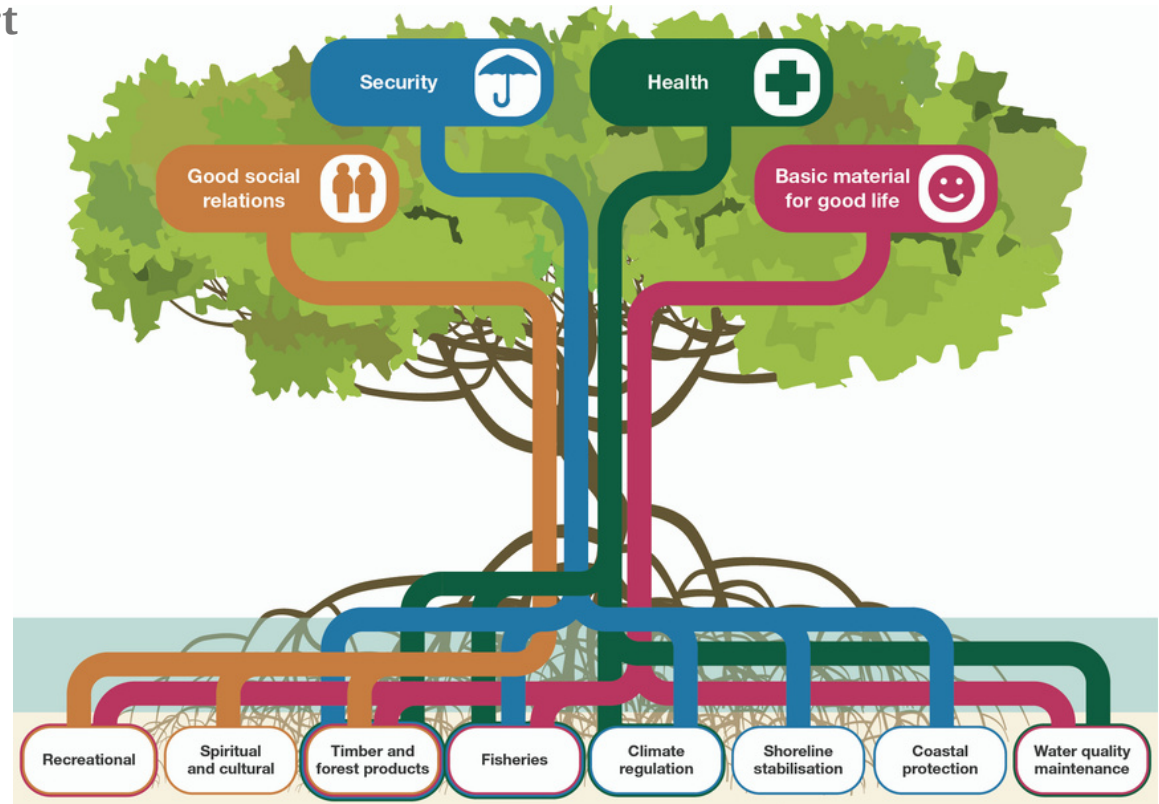 rt
Security
Health
Good social
relations
Basic material
for good life
Recreational
Spiritual
and cultural
Timber and
forest products
Fisheries
Climate
regulation
Shoreline
stabilisation
Coastal
protection
Water quality
maintenance